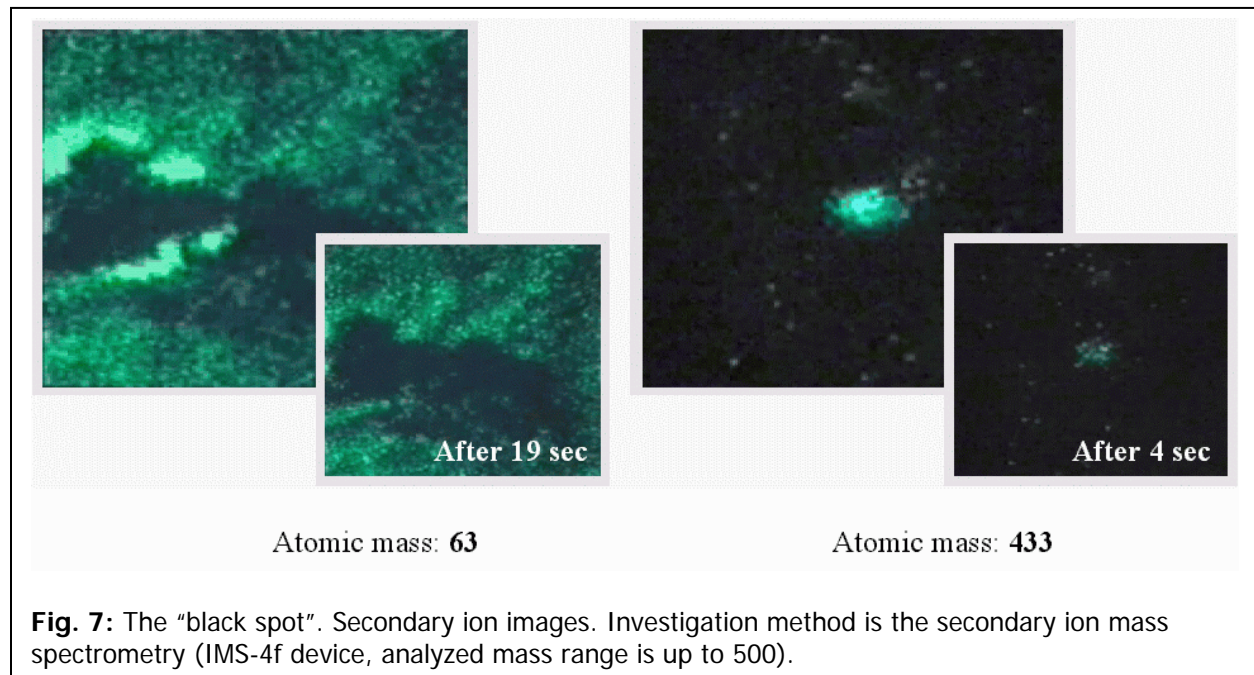 After 19 sec
After 4 sec
Atomic mass: 63
Atomic mass: 433
Fig. 7: The "black spot". Secondary ion images. Investigation method is the secondary ion mass
spectrometry (IMS-4f device, analyzed mass range is up to 500).